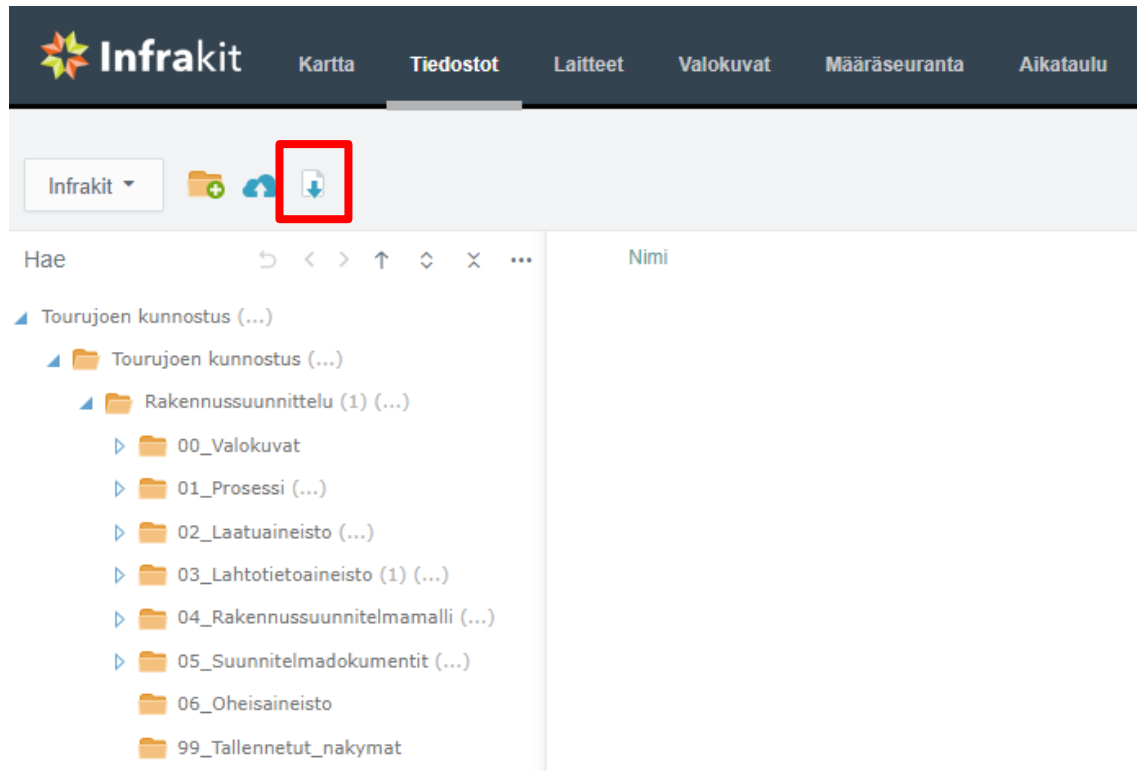 Infrakit Kartta Tiedostot Laitteet Valokuvat Määräseuranta Aikataulu
Infrakit
Hae
Nimi
Tourujoen kunnostus (...)
Tourujoen kunnostus (...)
Rakennussuunnittelu (1) (...)
00_Valokuvat
01_Prosessi (...)
02_Laatuaineisto (...)
03_Lahtotietoaineisto (1) (...)
04_Rakennussuunnitelmamalli (...)
05_Suunnitelmadokumentit (...)
06_Oheisaineisto
99_Tallennetut_nakymat